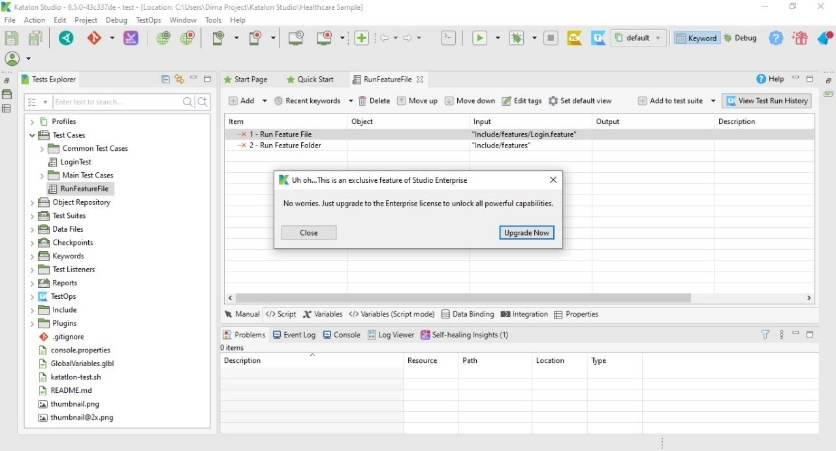 Katalon Studio - 8.5.0-43c337de - test - [Location: C:\Users\Dima Project\Katalon Studio\Healthcare Sample]
File Action Edit Project Debug TestOps Window Tools Help
default Keyword Debug
Tests Explorer
Enter text to search...
Profiles
Test Cases
Common Test Cases
LoginTest
Main Test Cases
RunFeatureFile
Object Repository
Test Suites
Data Files
Checkpoints
Keywords
Test Listeners
Reports
TestOps
Include
Plugins
.gitignore
console.properties
GlobalVariables.glbl
katatlon-test.sh
README.md
thumbnail.png
thumbnail@2x.png
Start Page Quick Start RunFeatureFile Help
Add Recent keywords Delete Move up Move down Edit tags Set default view Add to test suite View Test Run History
Item Object Input Output Description
1 - Run Feature File "Include/features/Login.feature"
2 - Run Feature Folder "Include/features"
Uh oh...This is an exclusive feature of Studio Enterprise
No worries. Just upgrade to the Enterprise license to unlock all powerful capabilities.
Close Upgrade Now
Manual </> Script Variables </> Variables (Script mode) Data Binding Integration Properties
Problems Event Log Console Log Viewer Self-healing Insights (1)
0 items
Description Resource Path Location Type